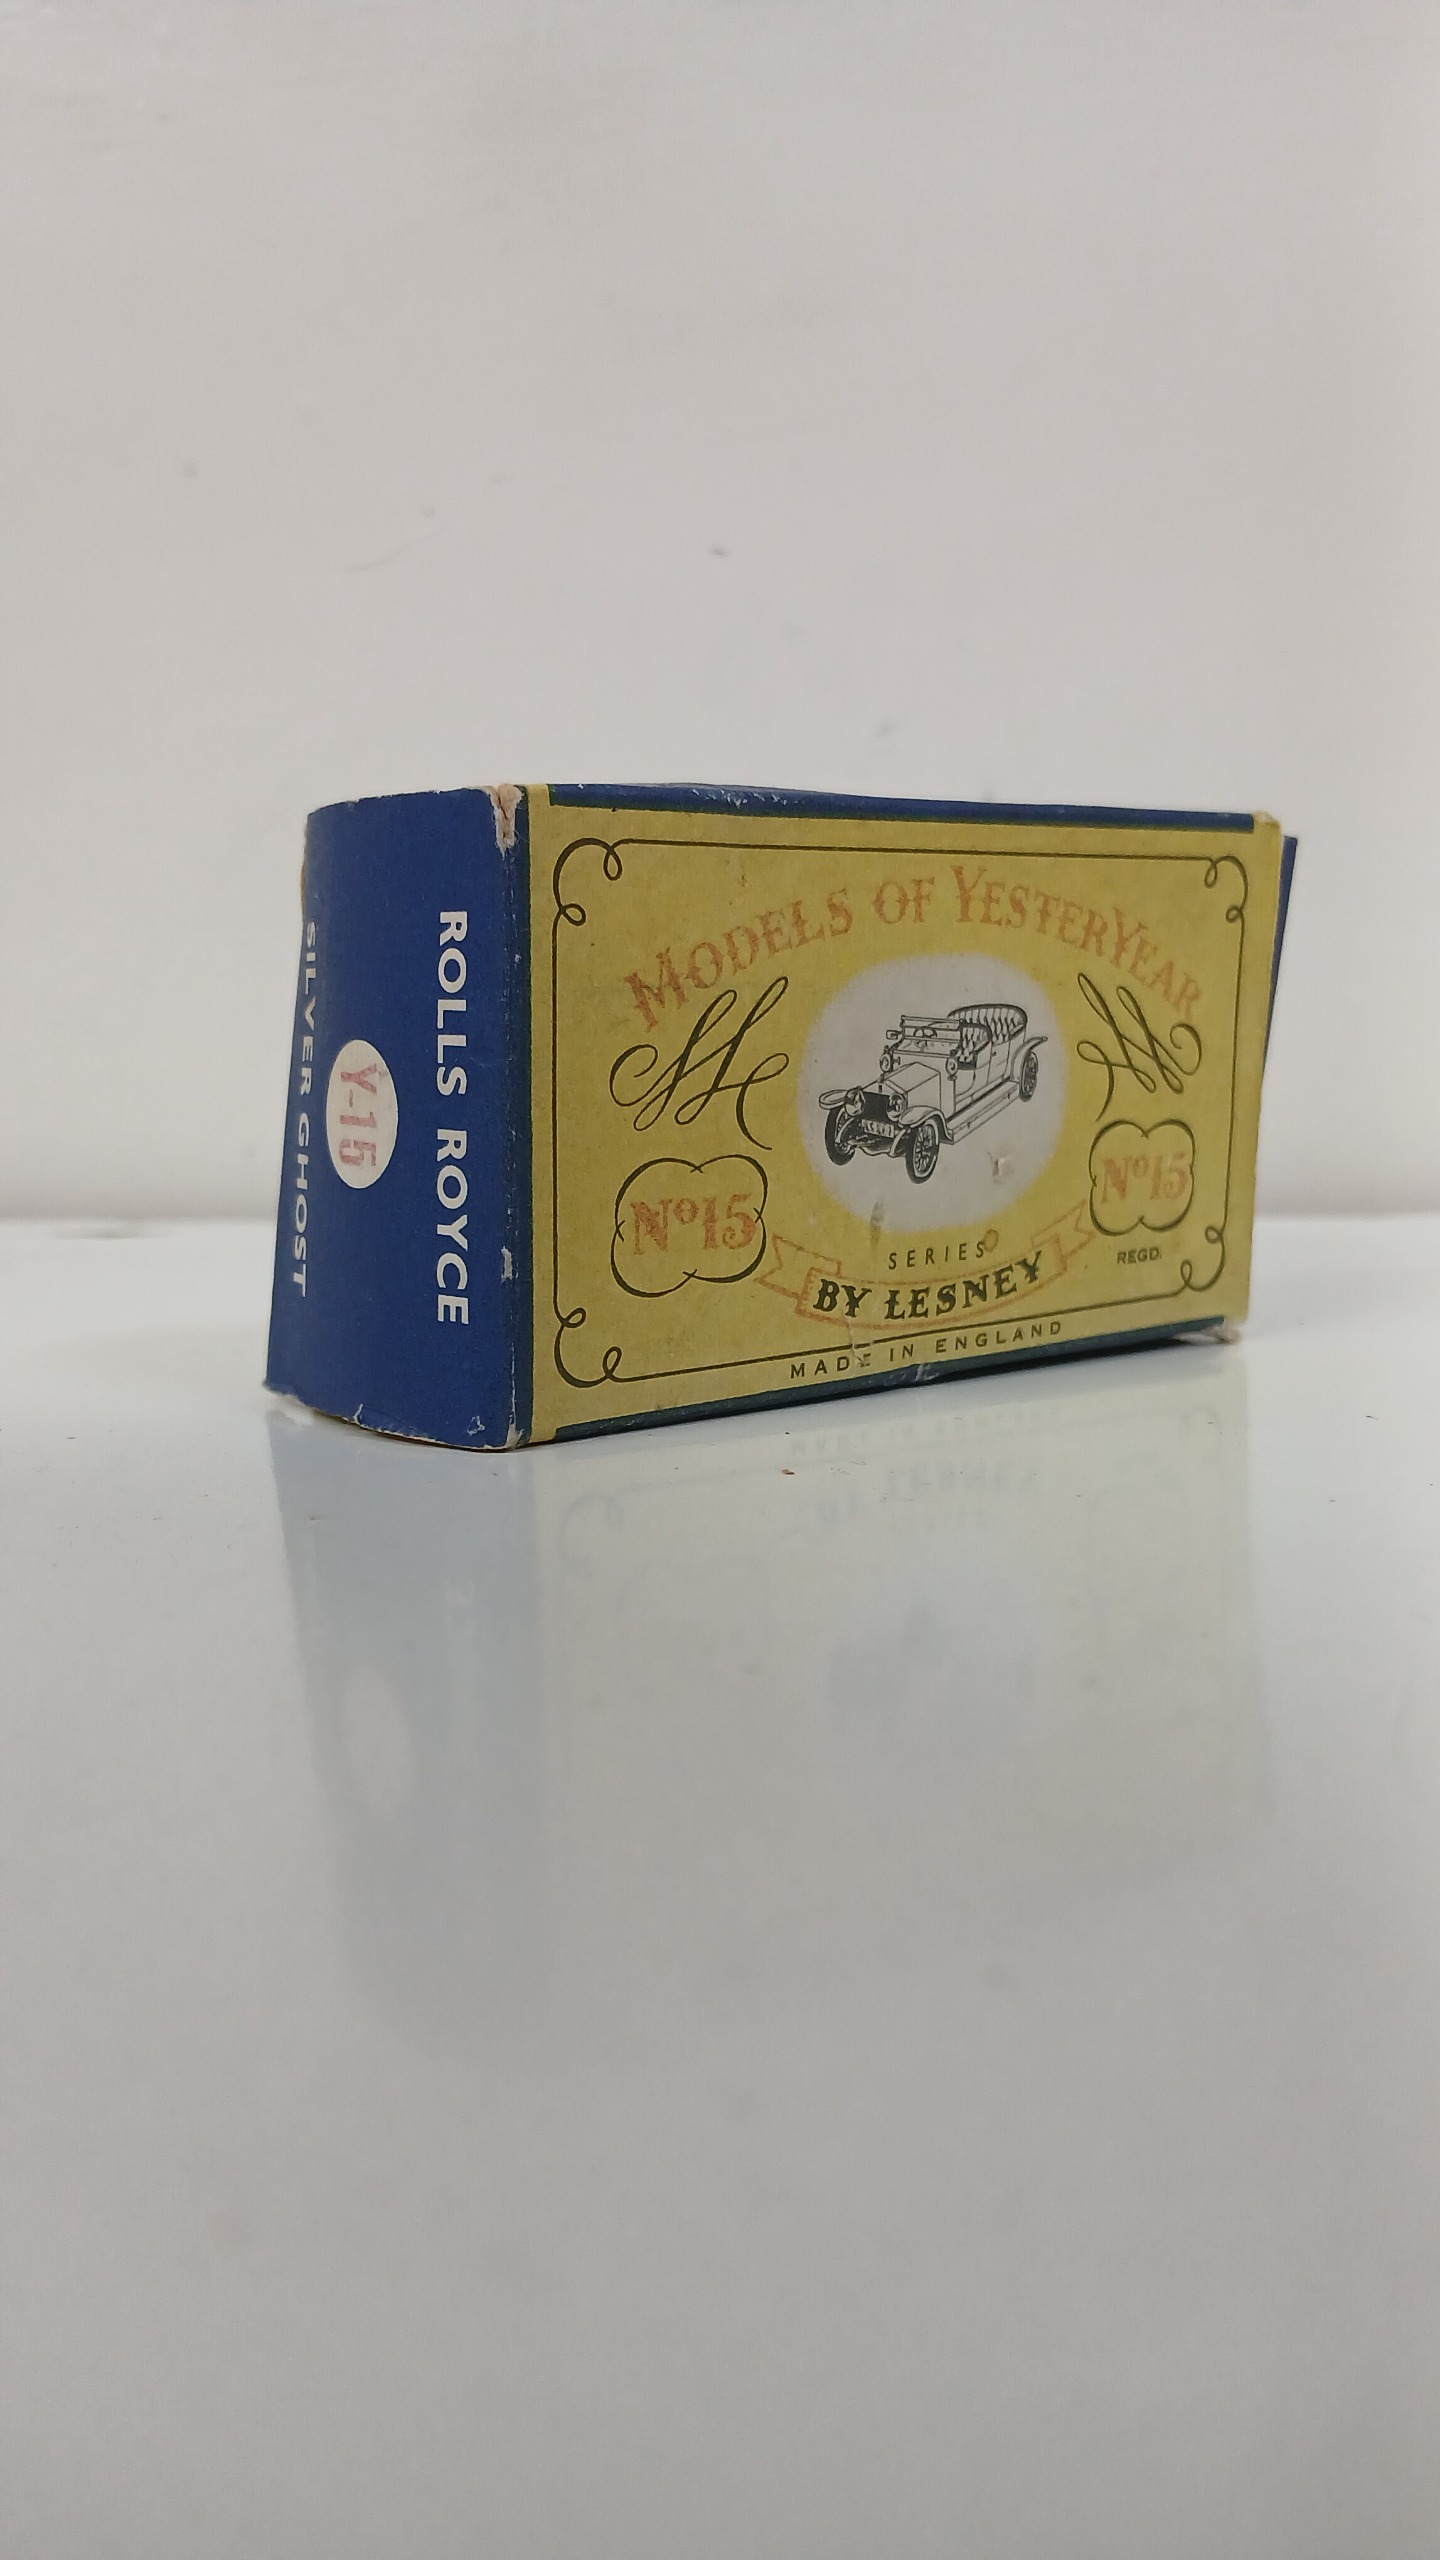 ROLLS ROYCE
Y-15
SILVER GHOST
MODELS OF YESTERYEAR
Nº15
Nº15
SERIES
REGD.
BY LESNEY
MADE IN ENGLAND